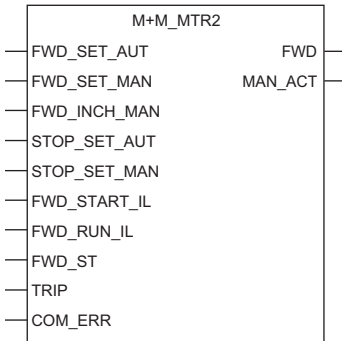 M+M_MTR2
FWD_SET_AUT FWD
FWD_SET_MAN MAN_ACT
FWD_INCH_MAN
STOP_SET_AUT
STOP_SET_MAN
FWD_START_IL
FWD_RUN_IL
FWD_ST
TRIP
COM_ERR